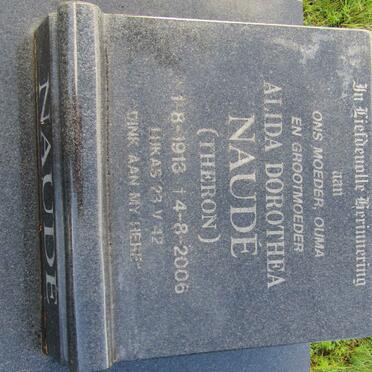 In Liefdevolle Herinnering
aan
ONS MOEDER, OUMA
EN GROOTMOEDER
ALIDA DOROTHEA
NAUDÉ
(THERON)
*1-8-1913 †4-8-2006
LUKAS 23 V 42
"DINK AAN MY HERE"
NAUDÉ